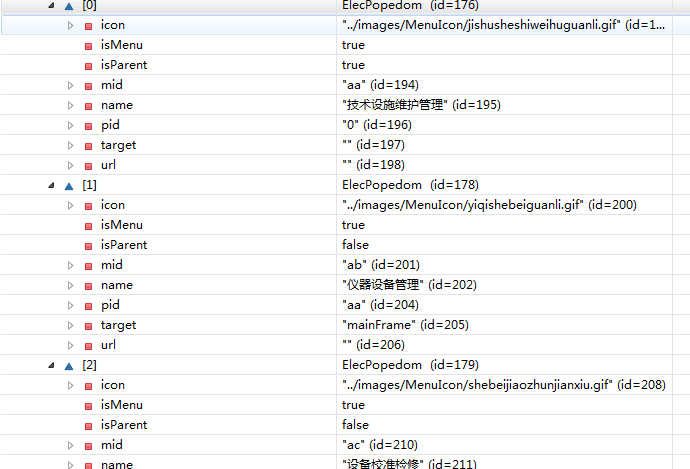 [0] ElecPopedom (id=176)
icon "../images/MenuIcon/jishusheshiweihuguanli.gif" (id=1...
isMenu true
isParent true
mid "aa" (id=194)
name "技术设施维护管理" (id=195)
pid "0" (id=196)
target "" (id=197)
url "" (id=198)
[1] ElecPopedom (id=178)
icon "../images/MenuIcon/yiqishebeiguanli.gif" (id=200)
isMenu true
isParent false
mid "ab" (id=201)
name "仪器设备管理" (id=202)
pid "aa" (id=204)
target "mainFrame" (id=205)
url "" (id=206)
[2] ElecPopedom (id=179)
icon "../images/MenuIcon/shebeijiaozhunjianxiu.gif" (id=208)
isMenu true
isParent false
mid "ac" (id=210)
name "设备校准检修" (id=211)